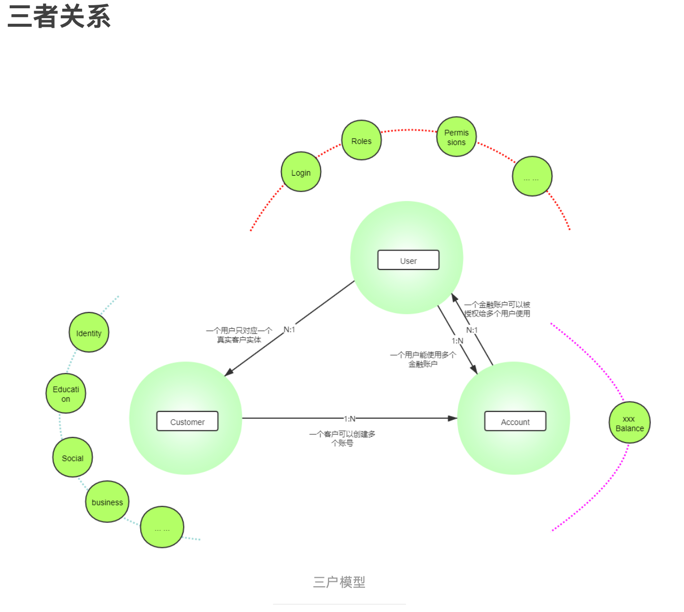 三者关系
Login
Roles
Permis
sions
... ...
User
一个金融账户可以被
授权给多个用户使用
N:1
一个用户只对应一个
真实客户实体
N:1
1:N
一个用户能使用多个
金融账户
Identity
Educati
on
Social
business
... ...
Customer
1:N
一个客户可以创建多
个账号
Account
xxx
Balance
三户模型